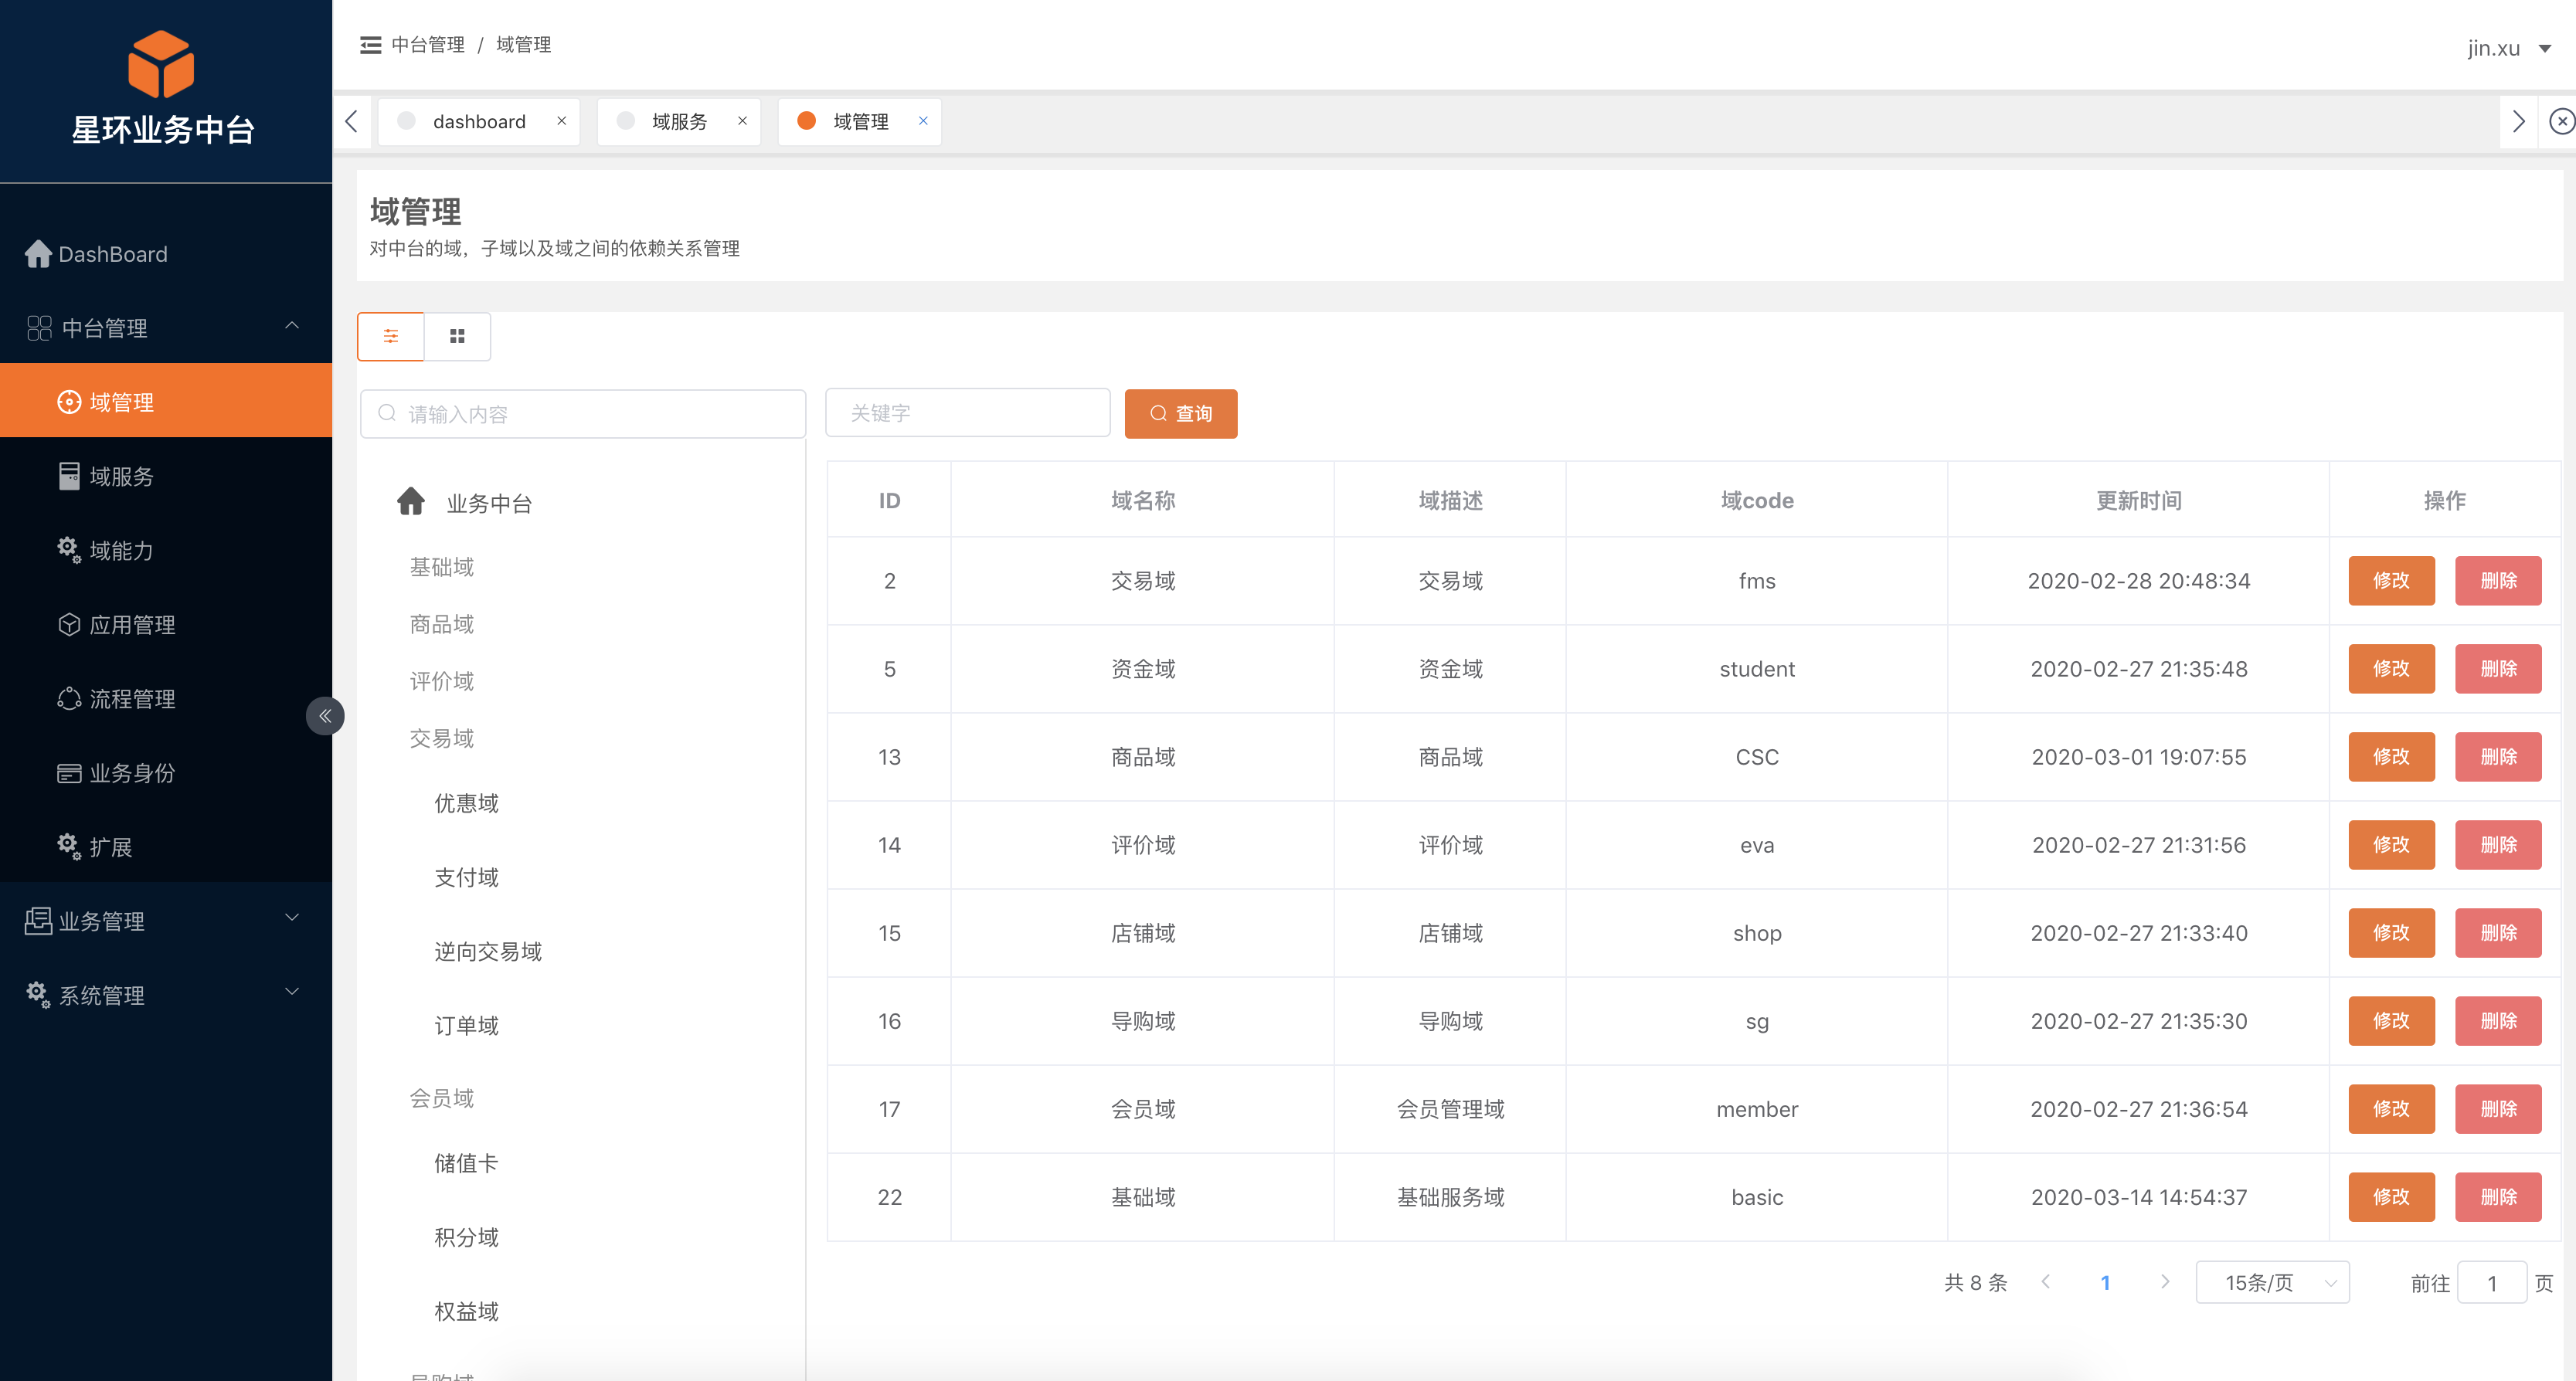 星环业务中台
DashBoard
中台管理
域管理
域服务
域能力
应用管理
流程管理
业务身份
扩展
业务管理
系统管理
中台管理 / 域管理
jin.xu
dashboard
域服务
域管理
域管理
对中台的域，子域以及域之间的依赖关系管理
请输入内容
业务中台
基础域
商品域
评价域
交易域
优惠域
支付域
逆向交易域
订单域
会员域
储值卡
积分域
权益域
导购域
关键字
查询
ID 域名称 域描述 域code 更新时间 操作
2 交易域 交易域 fms 2020-02-28 20:48:34 修改 删除
5 资金域 资金域 student 2020-02-27 21:35:48 修改 删除
13 商品域 商品域 CSC 2020-03-01 19:07:55 修改 删除
14 评价域 评价域 eva 2020-02-27 21:31:56 修改 删除
15 店铺域 店铺域 shop 2020-02-27 21:33:40 修改 删除
16 导购域 导购域 sg 2020-02-27 21:35:30 修改 删除
17 会员域 会员管理域 member 2020-02-27 21:36:54 修改 删除
22 基础域 基础服务域 basic 2020-03-14 14:54:37 修改 删除
共 8 条 1 15条/页 前往 1 页